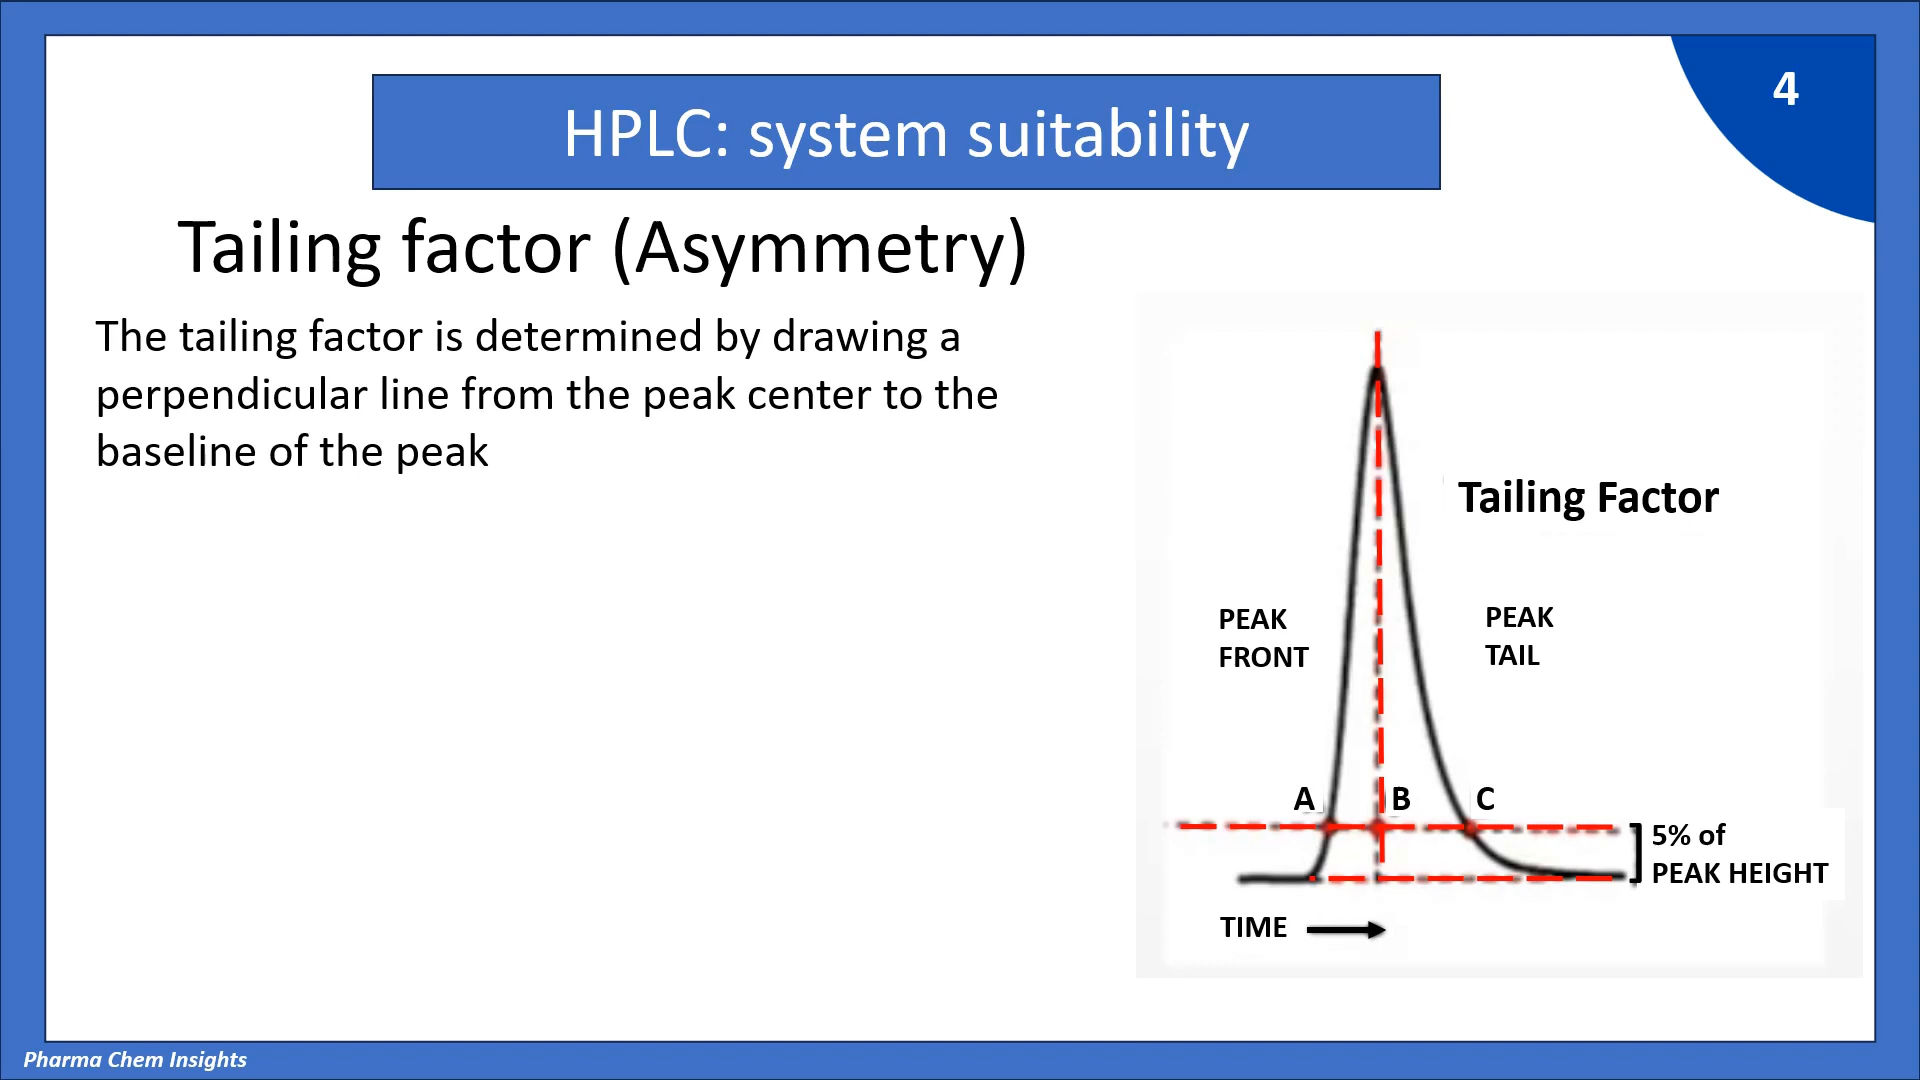 4
HPLC: system suitability
Tailing factor (Asymmetry)
The tailing factor is determined by drawing a
perpendicular line from the peak center to the
baseline of the peak
Tailing Factor
PEAK
FRONT
PEAK
TAIL
A
B
C
5% of
PEAK HEIGHT
TIME
Pharma Chem Insights